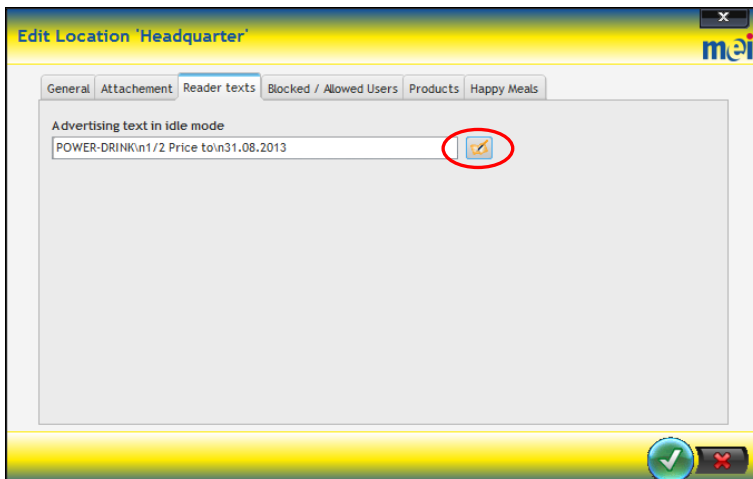 x
Edit Location 'Headquarter'
mei
General Attachement Reader texts Blocked / Allowed Users Products Happy Meals
Advertising text in idle mode
POWER-DRINK\n1/2 Price to\n31.08.2013